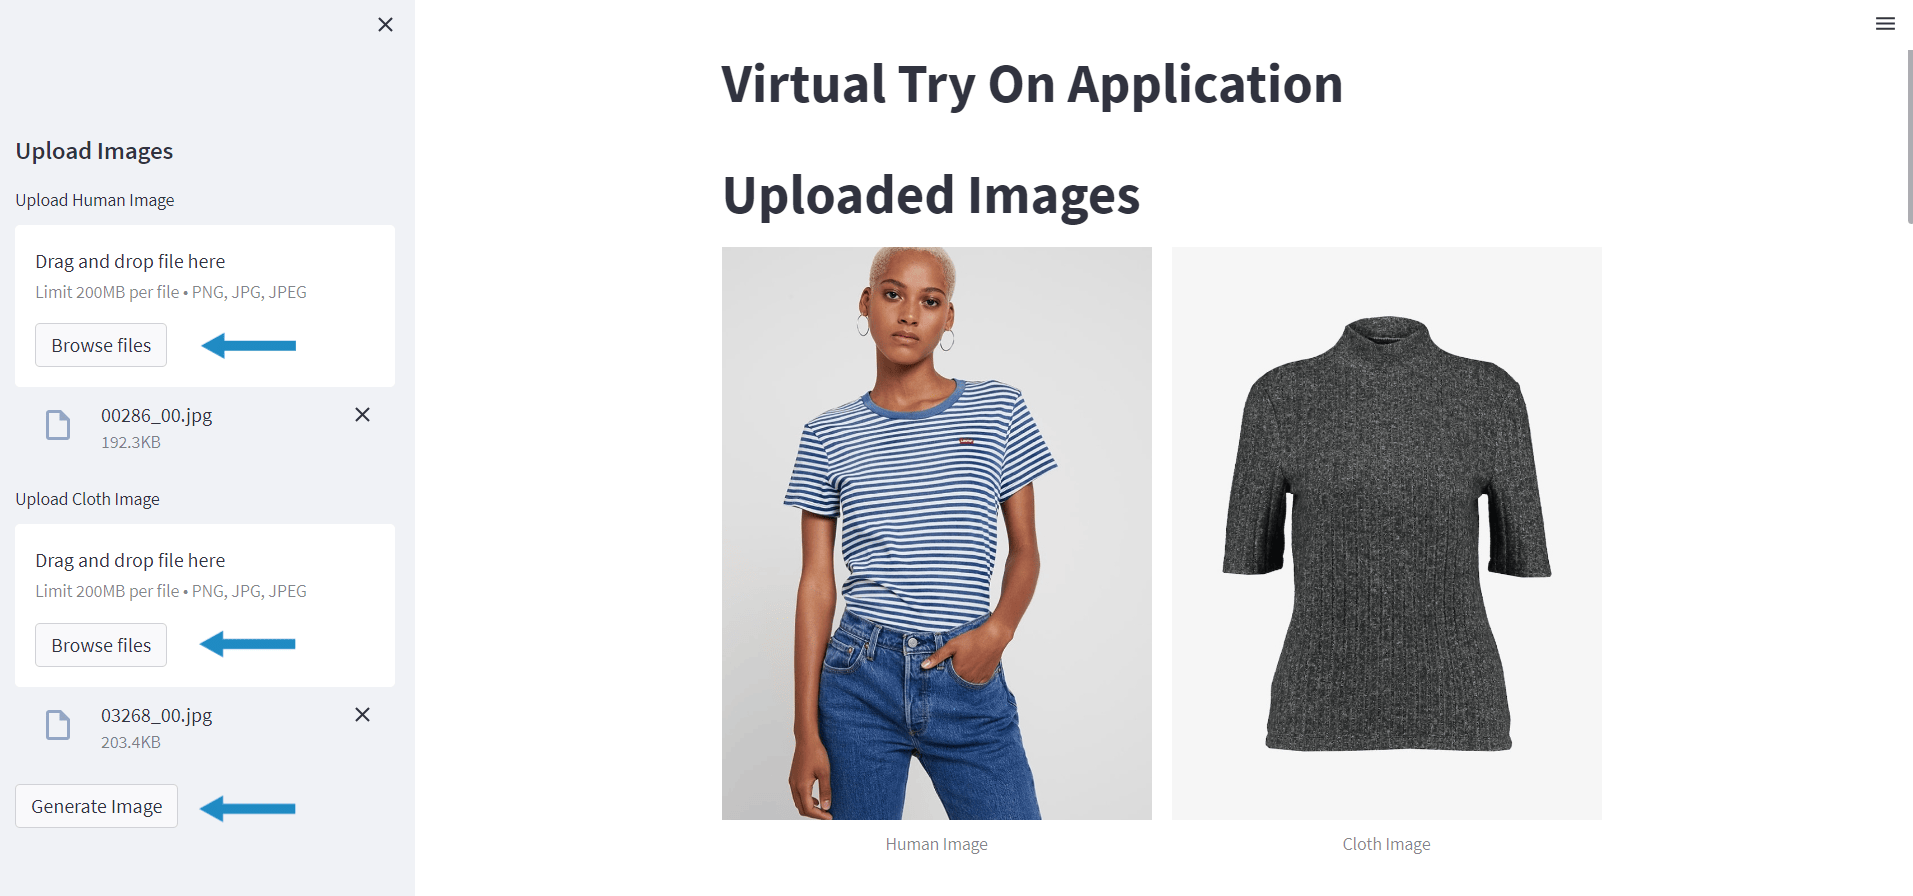 Upload Images
Upload Human Image
Drag and drop file here
Limit 200MB per file • PNG, JPG, JPEG
Browse files
00286_00.jpg
192.3KB
Upload Cloth Image
Drag and drop file here
Limit 200MB per file • PNG, JPG, JPEG
Browse files
03268_00.jpg
203.4KB
Generate Image
Virtual Try On Application
Uploaded Images
Human Image
Cloth Image